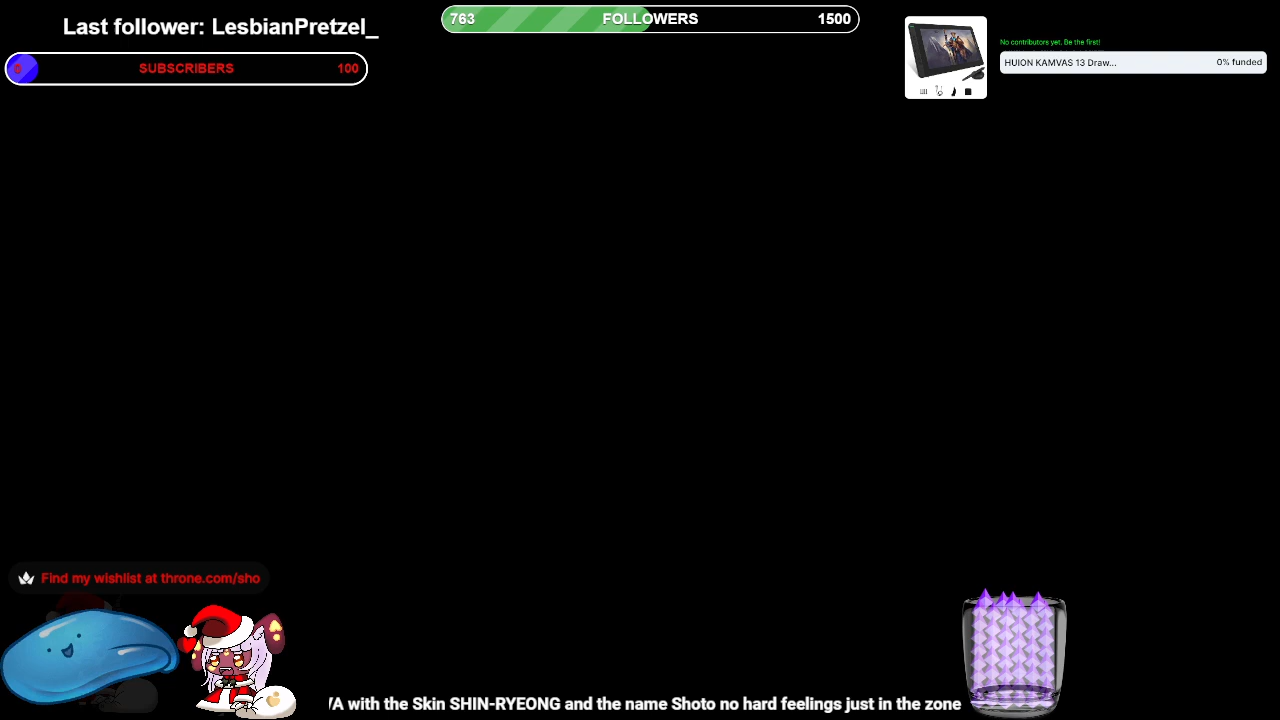 Last follower: LesbianPretzel_
763 FOLLOWERS 1500
SUBSCRIBERS 100
No contributors yet. Be the first!
HUION KAMVAS 13 Draw... 0% funded
Find my wishlist at throne.com/sho
/A with the Skin SHIN-RYEONG and the name Shoto no hard feelings just in the zone